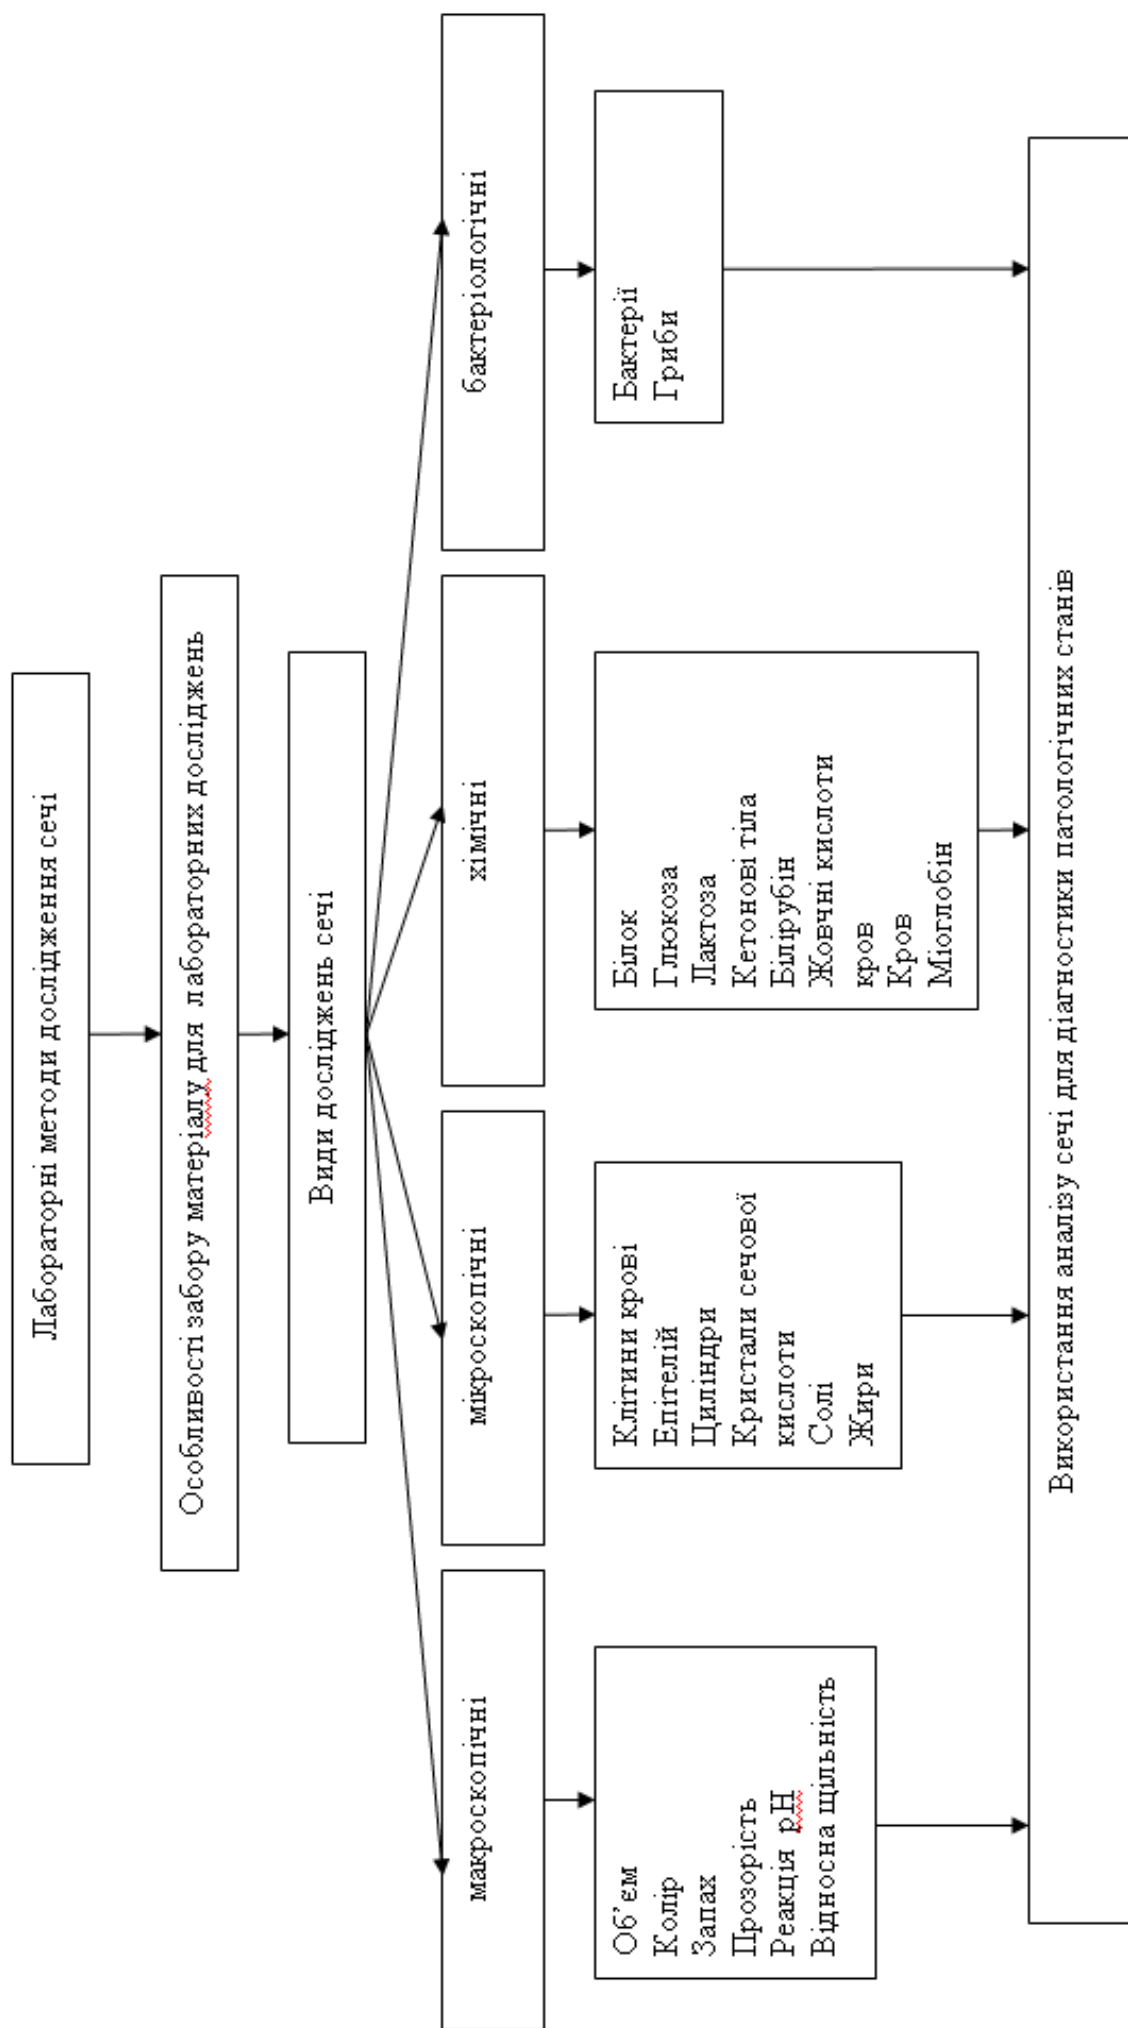 Лабораторні методи дослідження сечі
Особливості забору матеріалу для лабораторних досліджень
Види досліджень сечі
макроскопічні
мікроскопічні
хімічні
бактеріологічні
Об’єм
Колір
Запах
Прозорість
Реакція рН
Відносна щільність
Клітини крові
Епітелій
Циліндри
Кристали сечової
кислоти
Солі
Жири
Білок
Глюкоза
Лактоза
Кетонові тіла
Білірубін
Жовчні кислоти
кров
Кров
Міоглобін
Бактерії
Гриби
Використання аналізу сечі для діагностики патологічних станів